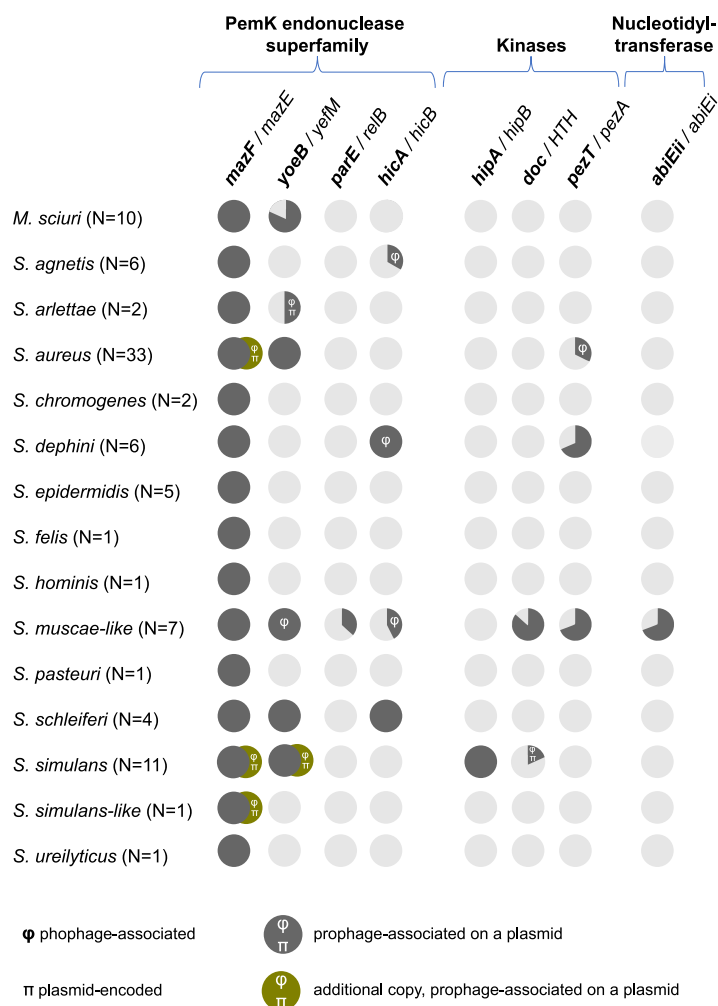 PemK endonuclease
superfamily
Kinases
Nucleotidyl-
transferase
mazF / mazE
yoeB / yefM
parE / relB
hicA / hicB
hipA / hipB
doc / HTH
pezT / pezA
abiEii / abiEi
M. sciuri (N=10)
S. agnetis (N=6)
φ
S. arlettae (N=2)
φ
π
S. aureus (N=33)
φ
π
φ
S. chromogenes (N=2)
S. dephini (N=6)
φ
S. epidermidis (N=5)
S. felis (N=1)
S. hominis (N=1)
S. muscae-like (N=7)
φ
φ
S. pasteuri (N=1)
S. schleiferi (N=4)
S. simulans (N=11)
φ
π
φ
π
φ
π
S. simulans-like (N=1)
φ
π
S. ureilyticus (N=1)
φ phophage-associated
φ
π
prophage-associated on a plasmid
π plasmid-encoded
φ
π
additional copy, prophage-associated on a plasmid